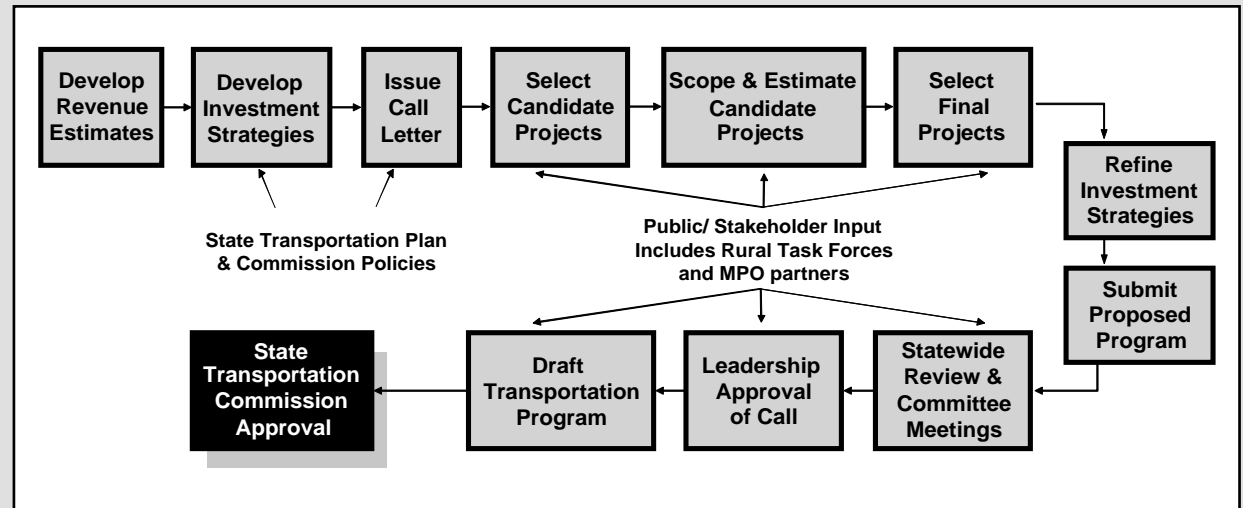 Develop
Revenue
Estimates
Develop
Investment
Strategies
Issue
Call
Letter
Select
Candidate
Projects
Scope & Estimate
Candidate
Projects
Select
Final
Projects
Refine
Investment
Strategies
State Transportation Plan
& Commission Policies
Public/ Stakeholder Input
Includes Rural Task Forces
and MPO partners
Submit
Proposed
Program
Statewide
Review &
Committee
Meetings
Leadership
Approval
of Call
Draft
Transportation
Program
State
Transportation
Commission
Approval